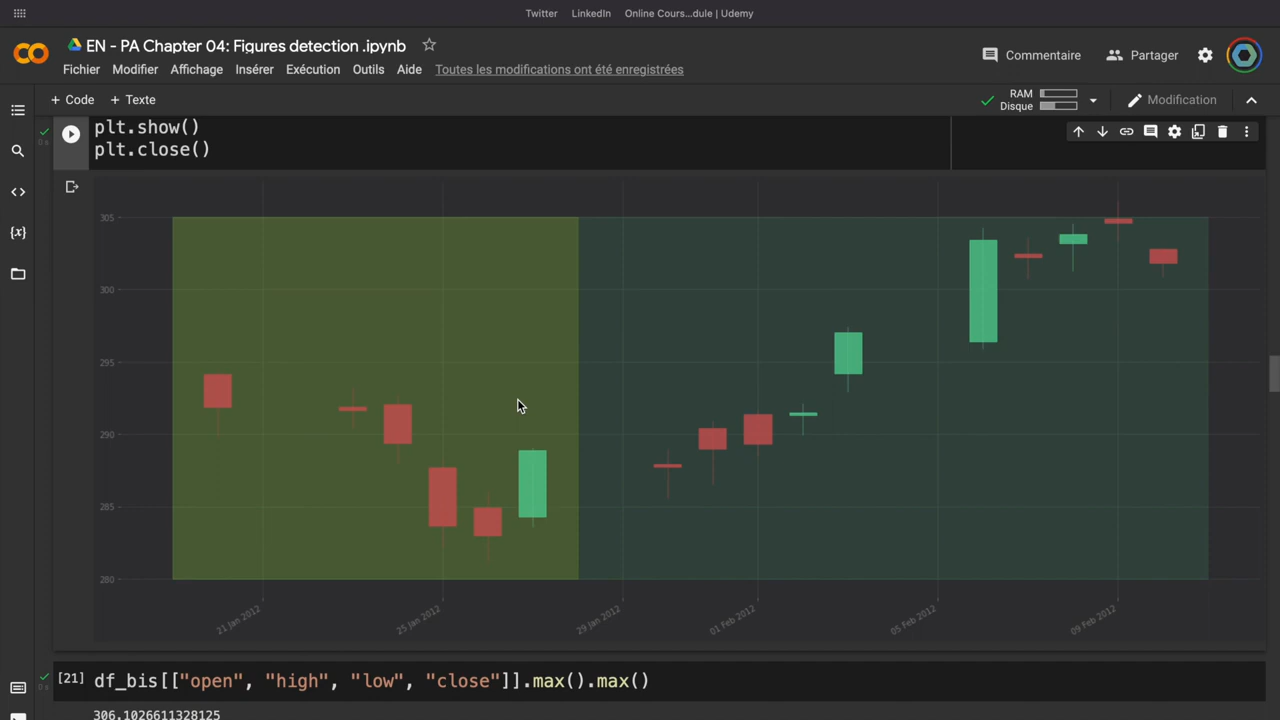 Twitter LinkedIn Online Cours...dule | Udemy
EN - PA Chapter 04: Figures detection .ipynb
Commentaire Partager
Fichier Modifier Affichage Insérer Exécution Outils Aide Toutes les modifications ont été enregistrées
+ Code + Texte
RAM
Disque
Modification
plt.show()
plt.close()
305
300
295
290
285
280
21 Jan 2012 25 Jan 2012 29 Jan 2012 01 Feb 2012 05 Feb 2012 09 Feb 2012
[21] df_bis[["open", "high", "low", "close"]].max().max()
306.1026611328125